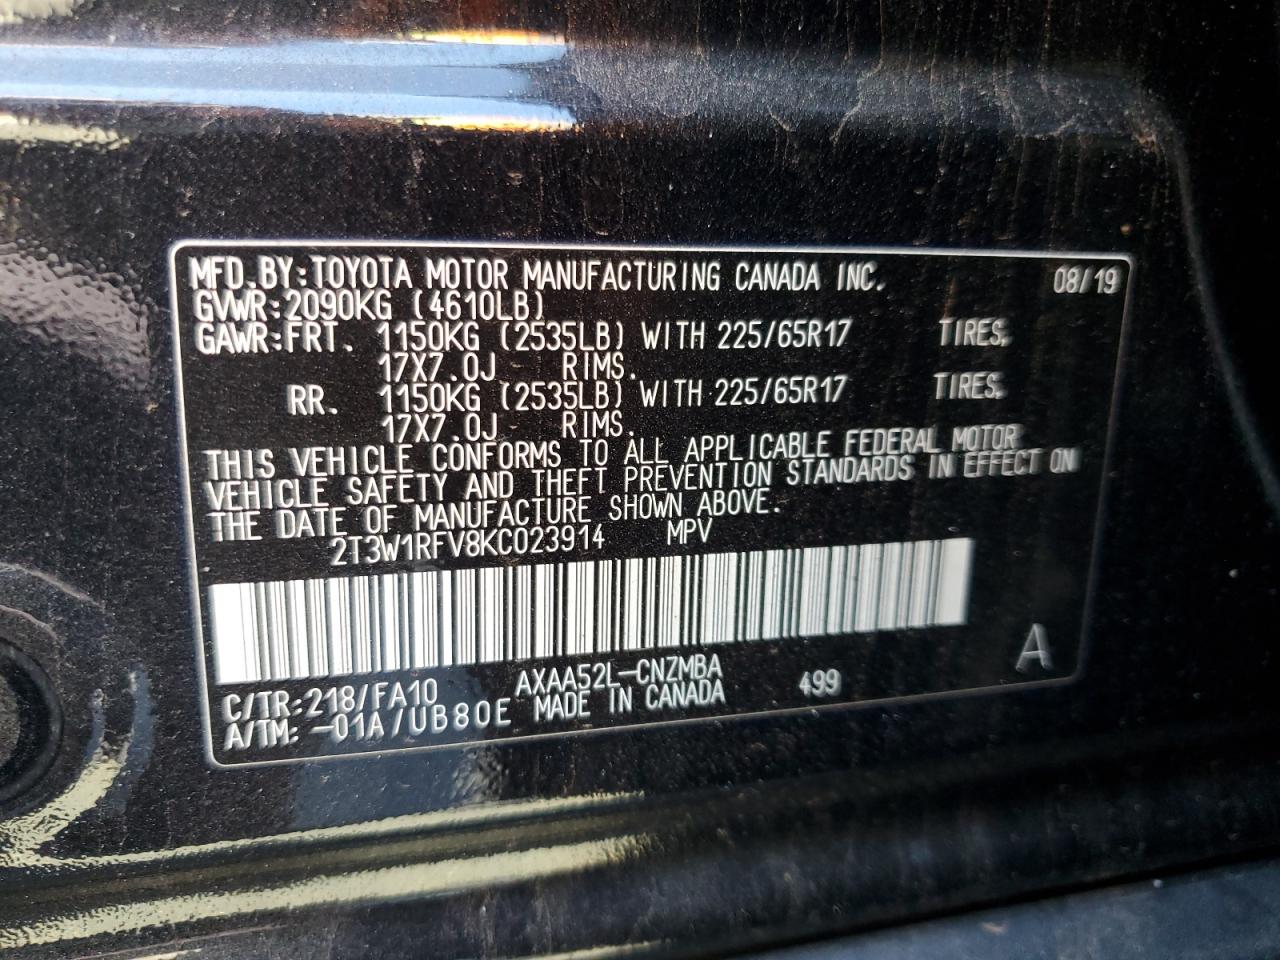 MFD.BY:TOYOTA MOTOR MANUFACTURING CANADA INC. 08/19
GVWR:2090KG (4610LB)
GAWR:FRT. 1150KG (2535LB) WITH 225/65R17 TIRES.
17X7.0J RIMS.
RR. 1150KG (2535LB) WITH 225/65R17 TIRES.
17X7.0J RIMS.
THIS VEHICLE CONFORMS TO ALL APPLICABLE FEDERAL MOTOR
VEHICLE SAFETY AND THEFT PREVENTION STANDARDS IN EFFECT ON
THE DATE OF MANUFACTURE SHOWN ABOVE.
2T3W1RFV8KC023914 MPV
A
C/TR:218/FA10 AXAA52L-CNZMBA 499
A/TM:-01A/UB80E MADE IN CANADA